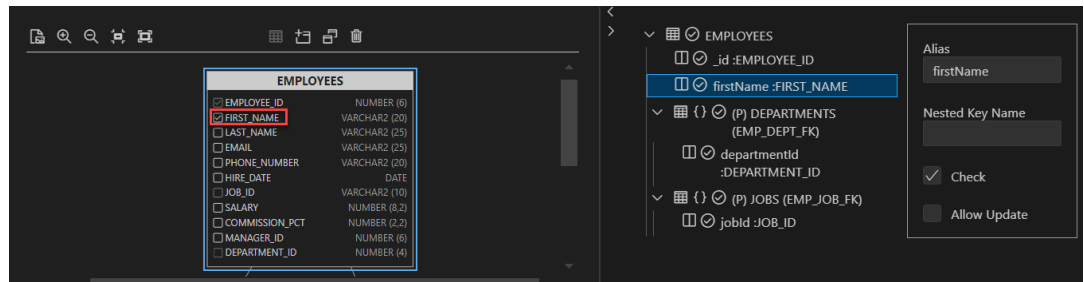 EMPLOYEES
EMPLOYEE_ID NUMBER (6)
FIRST_NAME VARCHAR2 (20)
LAST_NAME VARCHAR2 (25)
EMAIL VARCHAR2 (25)
PHONE_NUMBER VARCHAR2 (20)
HIRE_DATE DATE
JOB_ID VARCHAR2 (10)
SALARY NUMBER (8,2)
COMMISSION_PCT NUMBER (2,2)
MANAGER_ID NUMBER (6)
DEPARTMENT_ID NUMBER (4)
EMPLOYEES
_id :EMPLOYEE_ID
firstName :FIRST_NAME
{} (P) DEPARTMENTS
(EMP_DEPT_FK)
departmentId
:DEPARTMENT_ID
{} (P) JOBS (EMP_JOB_FK)
jobId :JOB_ID
Alias
firstName
Nested Key Name
Check
Allow Update